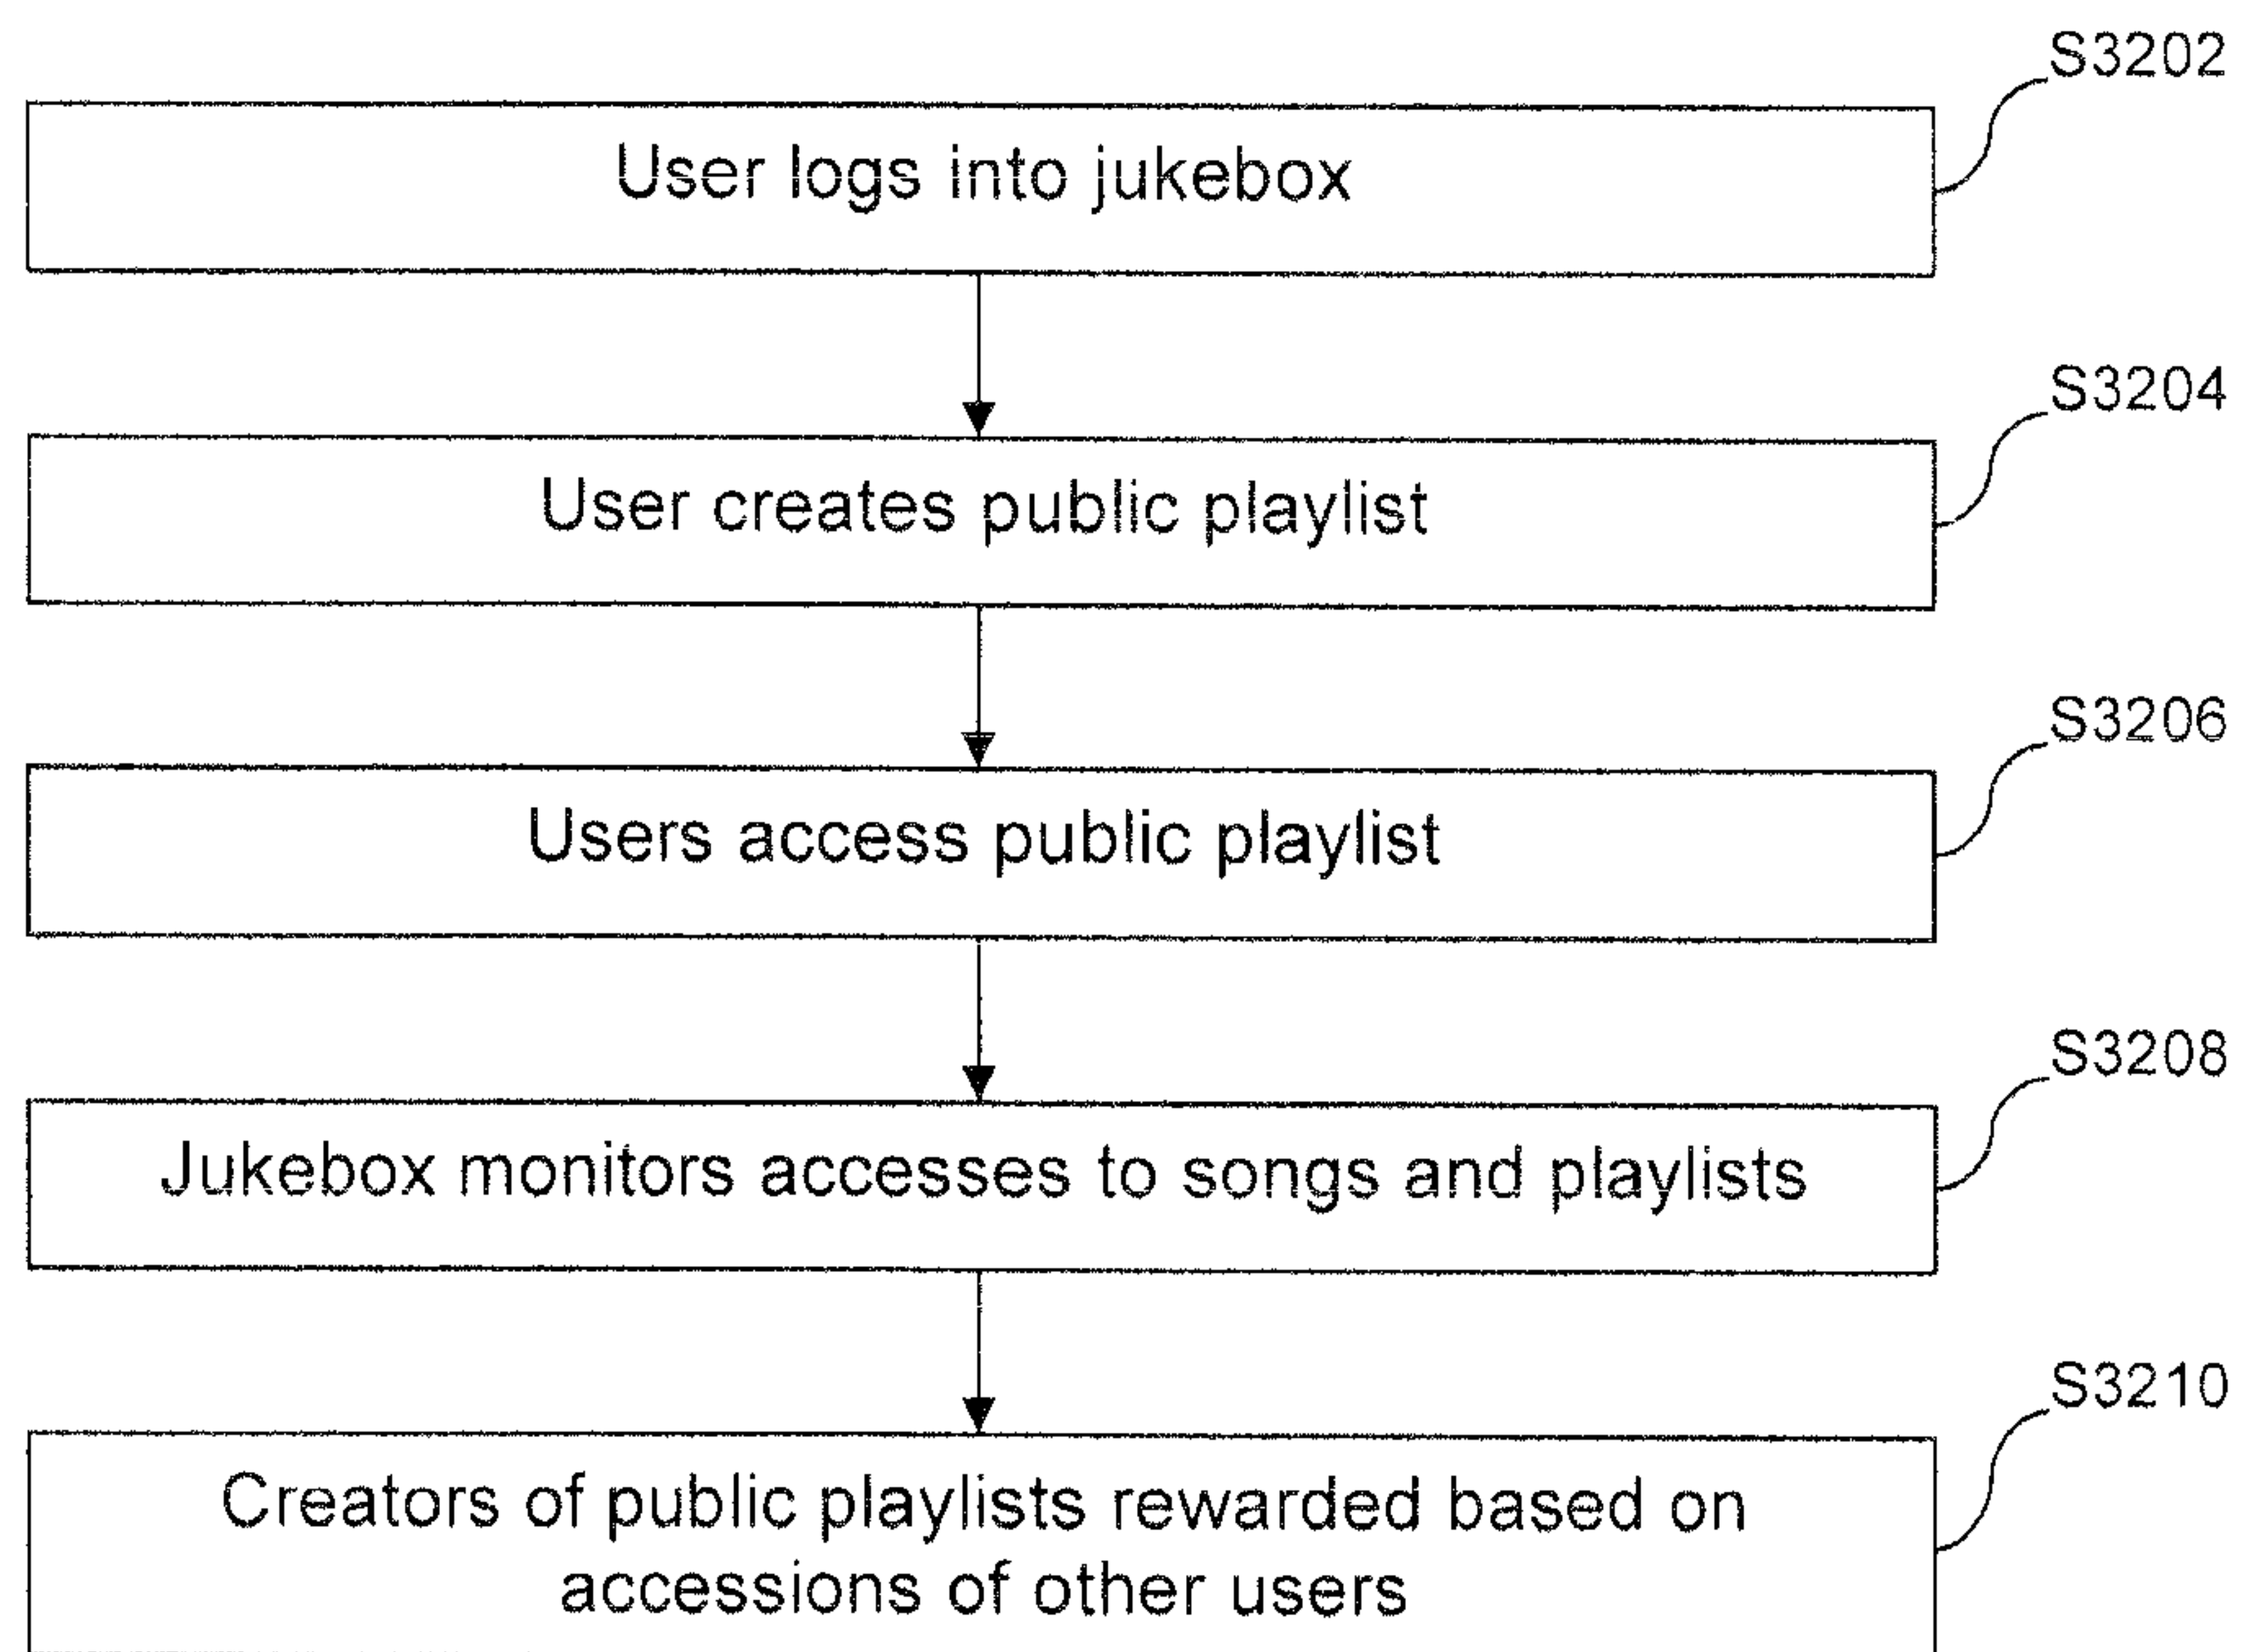 S3202
User logs into jukebox
S3204
User creates public playlist
S3206
Users access public playlist
S3208
Jukebox monitors accesses to songs and playlists
S3210
Creators of public playlists rewarded based on
accessions of other users